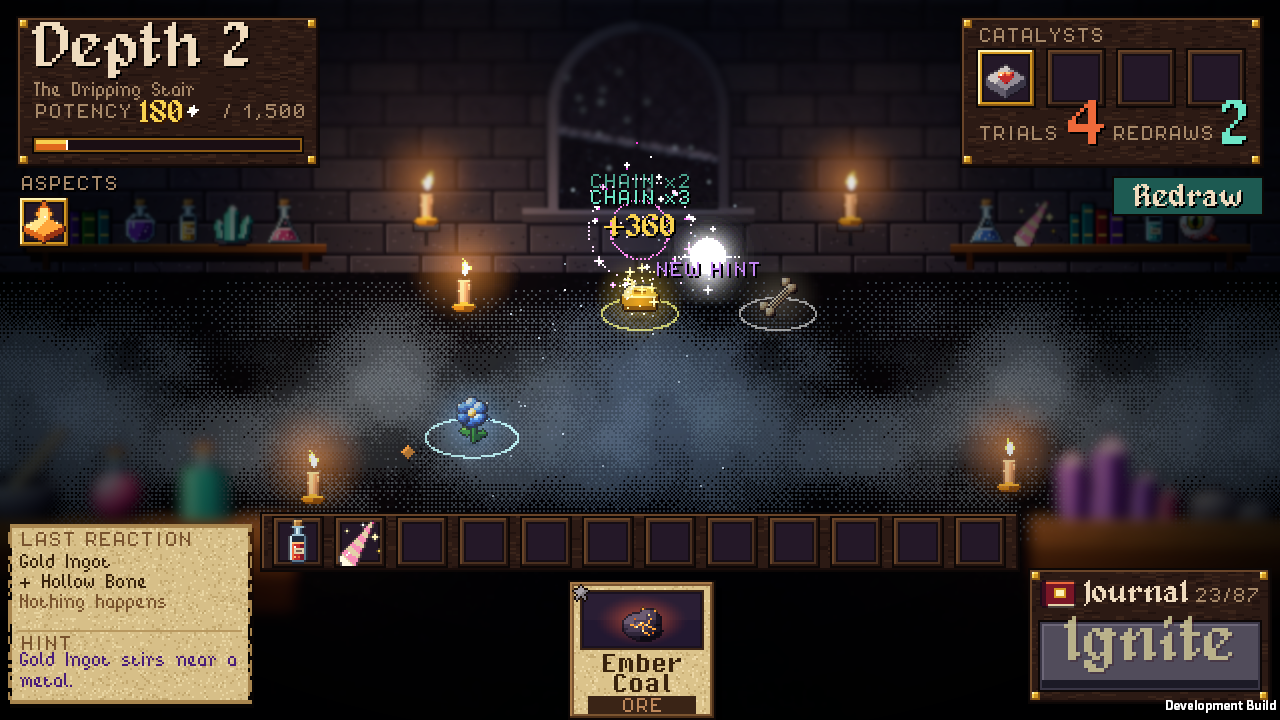 Depth 2
The Dripping Stair
POTENCY 180 / 1,500
ASPECTS
CATALYSTS
TRIALS 4 REDRAWS 2
Redraw
CHAIN x2
CHAIN x3
+360
NEW HINT
LAST REACTION
Gold Ingot
+ Hollow Bone
Nothing happens
HINT
Gold Ingot stirs near a
metal.
Ember
Coal
ORE
Journal 23/87
Ignite
Development Build